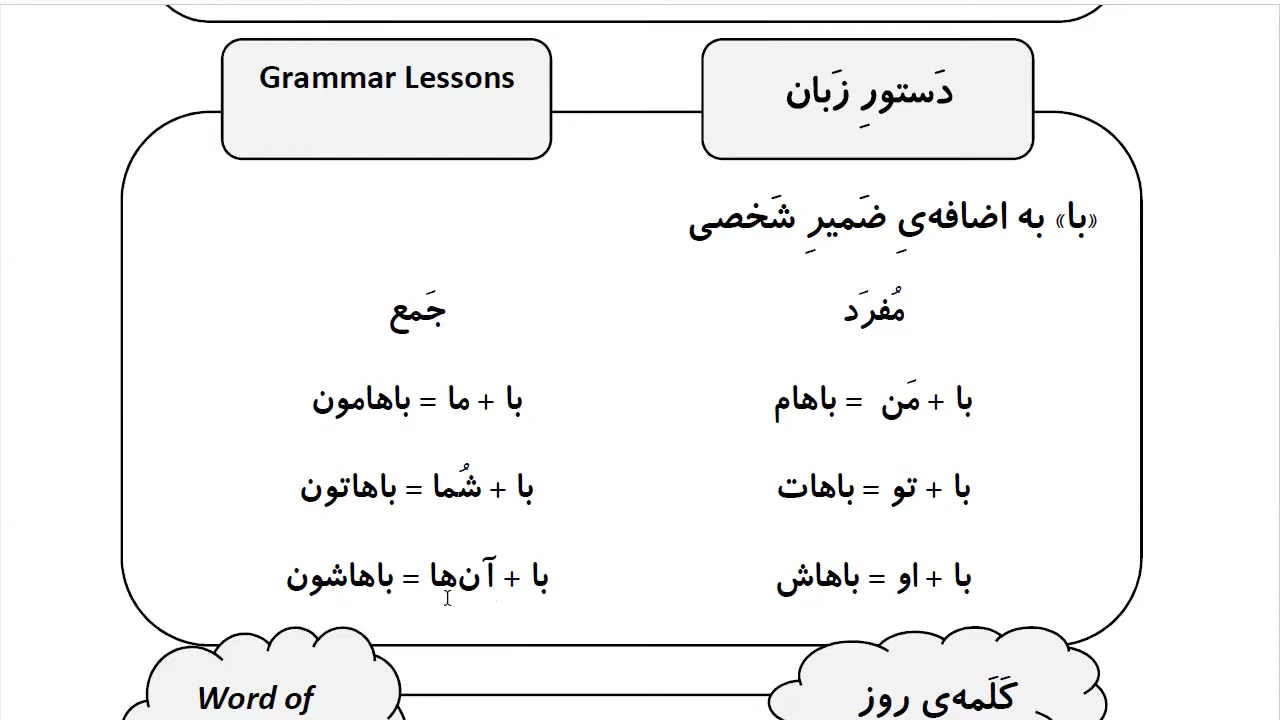 Grammar Lessons
دَستورِ زَبان
«با» به اضافه‌یِ ضَمیرِ شَخصی
مُفرَد
جَمع
با + مَن = باهام
با + ما = باهامون
با + تو = باهات
با + شُما = باهاتون
با + او = باهاش
با + آن‌ها = باهاشون
Word of
کَلَمه‌ی روز